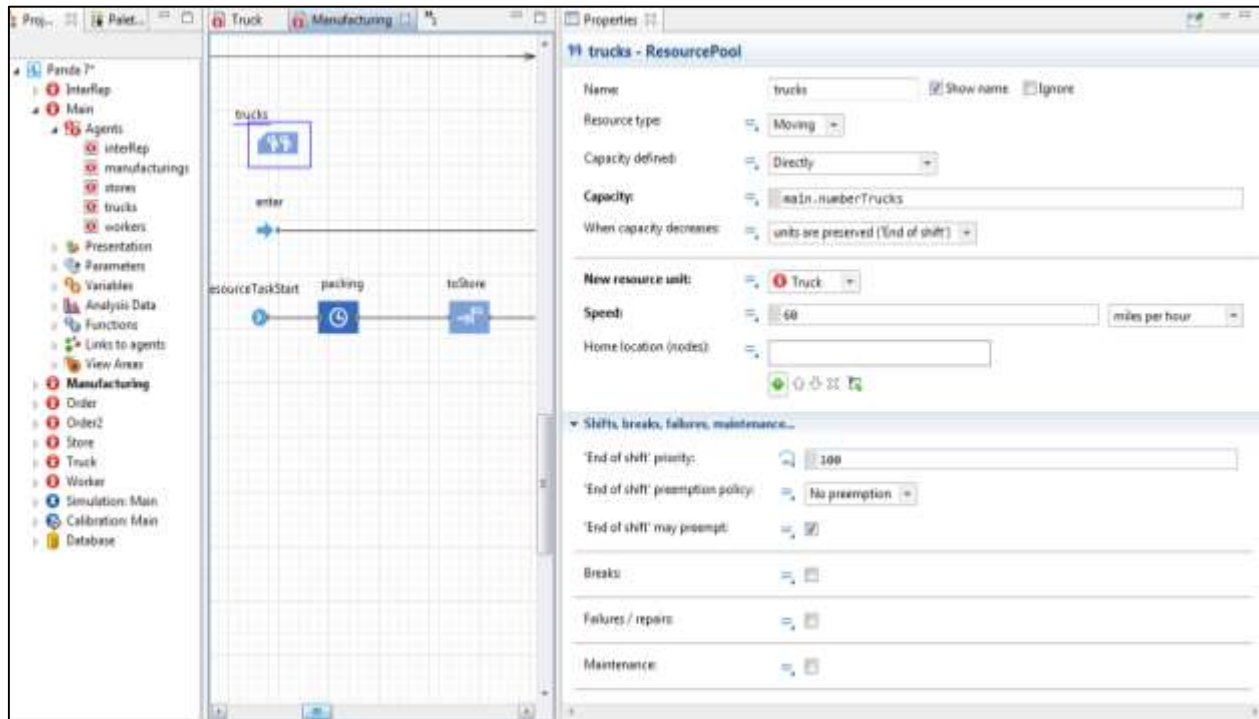 Proj... Palet...
Panda 7*
InterRep
Main
Agents
interRep
manufacturings
stores
trucks
workers
Presentation
Parameters
Variables
Analysis Data
Functions
Links to agents
View Areas
Manufacturing
Order
Order2
Store
Truck
Worker
Simulation: Main
Calibration: Main
Database
Truck Manufacturing
trucks
enter
esourceTaskStart packing toStore
Properties
trucks - ResourcePool
Name: trucks Show name Ignore
Resource type: Moving
Capacity defined: Directly
Capacity: main.numberTrucks
When capacity decreases: units are preserved ('End of shift')
New resource unit: Truck
Speed: 60 miles per hour
Home location (nodes):
Shifts, breaks, failures, maintenance...
'End of shift' priority: 100
'End of shift' preemption policy: No preemption
'End of shift' may preempt:
Breaks:
Failures / repairs:
Maintenance: